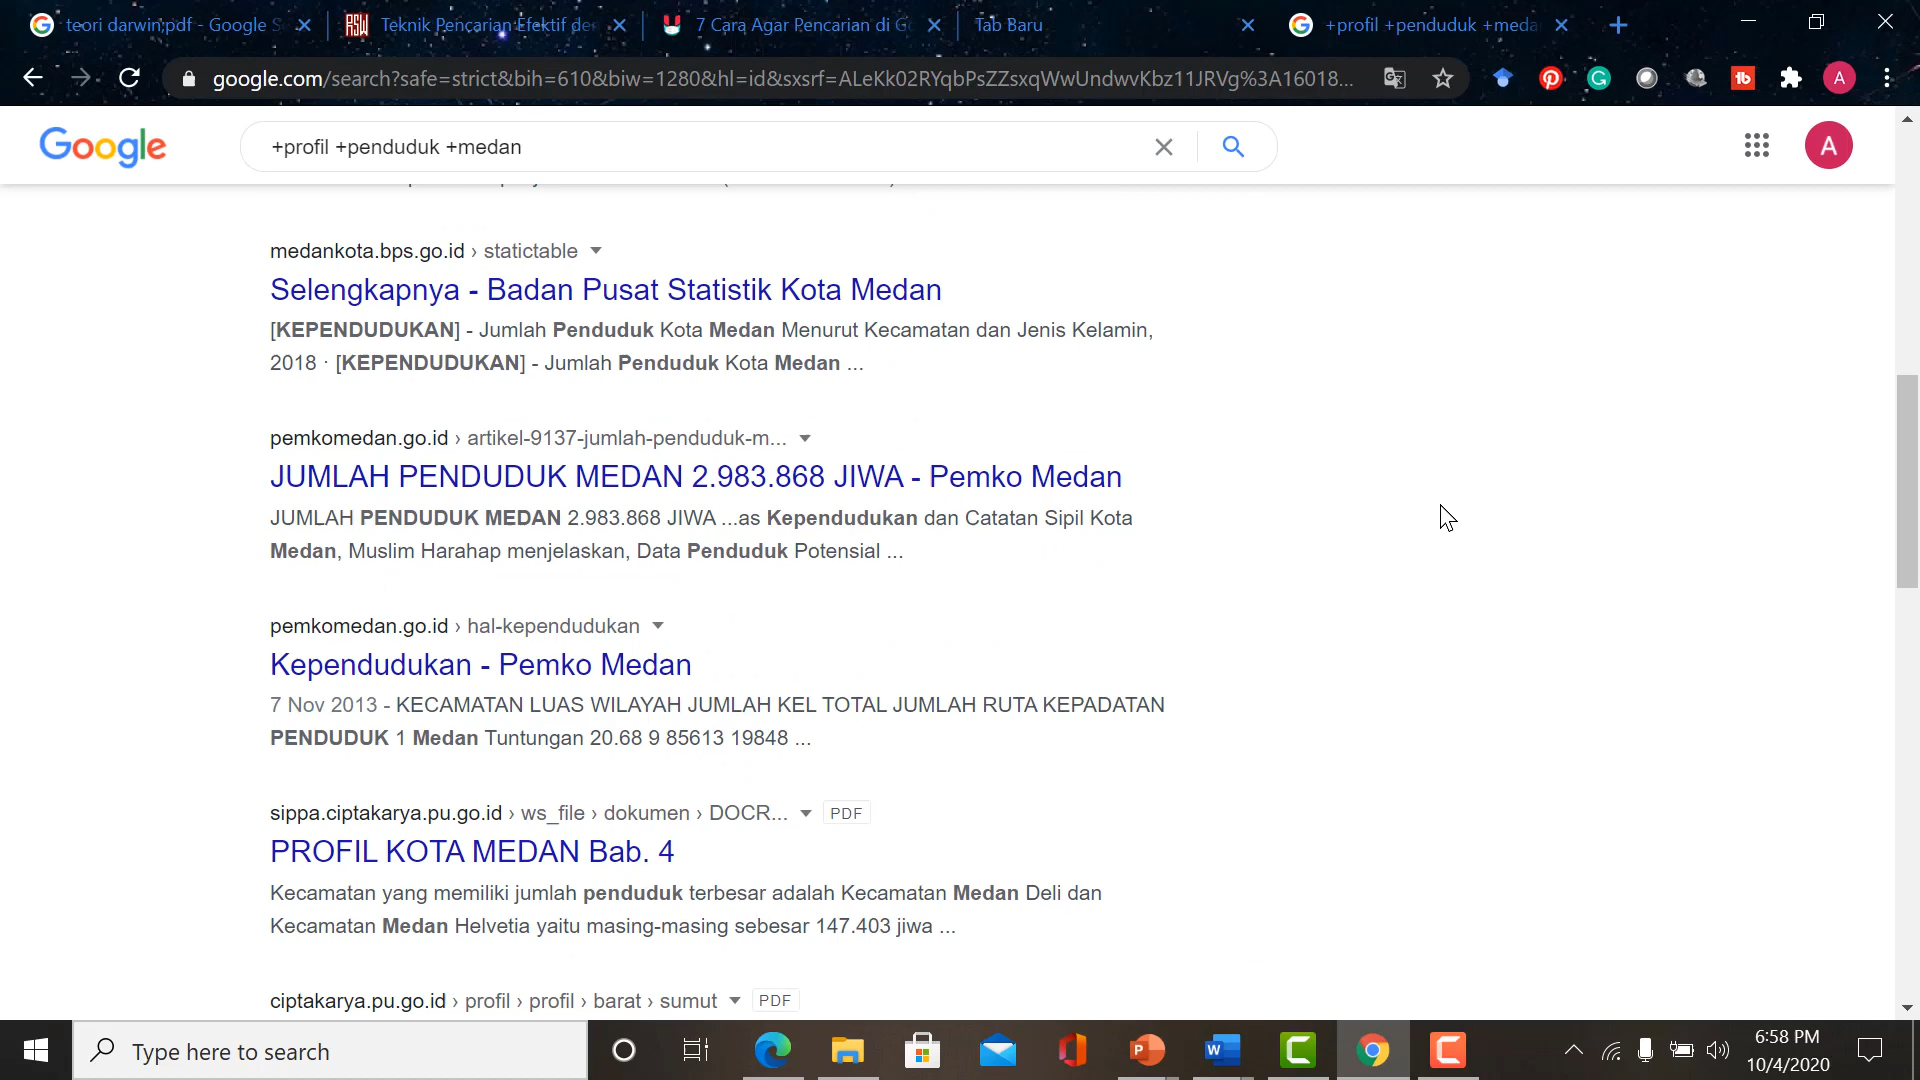 teori darwin;pdf - Google S
Teknik Pencarian Efektif de
7 Cara Agar Pencarian di G
Tab Baru
+profil +penduduk +meda
google.com/search?safe=strict&bih=610&biw=1280&hl=id&sxsrf=ALeKk02RYqbPsZZsxqWwUndwvKbz11JRVg%3A16018...
A
Google
+profil +penduduk +medan
A
medankota.bps.go.id › statictable
Selengkapnya - Badan Pusat Statistik Kota Medan
[KEPENDUDUKAN] - Jumlah Penduduk Kota Medan Menurut Kecamatan dan Jenis Kelamin,
2018 · [KEPENDUDUKAN] - Jumlah Penduduk Kota Medan ...
pemkomedan.go.id › artikel-9137-jumlah-penduduk-m...
JUMLAH PENDUDUK MEDAN 2.983.868 JIWA - Pemko Medan
JUMLAH PENDUDUK MEDAN 2.983.868 JIWA ...as Kependudukan dan Catatan Sipil Kota
Medan, Muslim Harahap menjelaskan, Data Penduduk Potensial ...
pemkomedan.go.id › hal-kependudukan
Kependudukan - Pemko Medan
7 Nov 2013 - KECAMATAN LUAS WILAYAH JUMLAH KEL TOTAL JUMLAH RUTA KEPADATAN
PENDUDUK 1 Medan Tuntungan 20.68 9 85613 19848 ...
sippa.ciptakarya.pu.go.id › ws_file › dokumen › DOCR... PDF
PROFIL KOTA MEDAN Bab. 4
Kecamatan yang memiliki jumlah penduduk terbesar adalah Kecamatan Medan Deli dan
Kecamatan Medan Helvetia yaitu masing-masing sebesar 147.403 jiwa ...
ciptakarya.pu.go.id › profil › profil › barat › sumut PDF
Type here to search
6:58 PM
10/4/2020